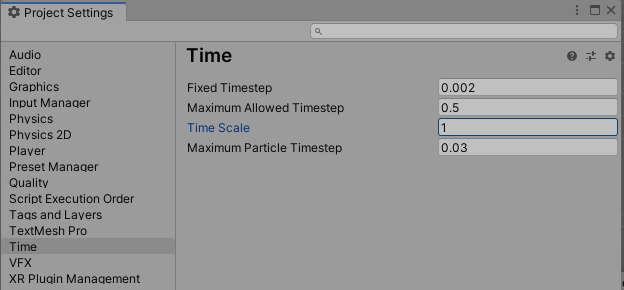 Project Settings
Audio
Editor
Graphics
Input Manager
Physics
Physics 2D
Player
Preset Manager
Quality
Script Execution Order
Tags and Layers
TextMesh Pro
Time
VFX
XR Plugin Management
Time
Fixed Timestep 0.002
Maximum Allowed Timestep 0.5
Time Scale 1
Maximum Particle Timestep 0.03